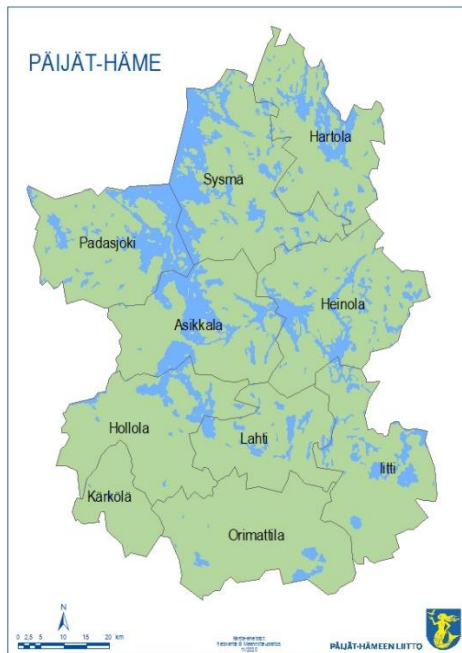 PÄIJÄT-HÄME
Hartola
Sysmä
Padasjoki
Heinola
Asikkala
Hollola
Lahti
Iitti
Kärkölä
Orimattila
N
0 2,5 5 10 15 20 km
PÄIJÄT-HÄMEEN LIITTO